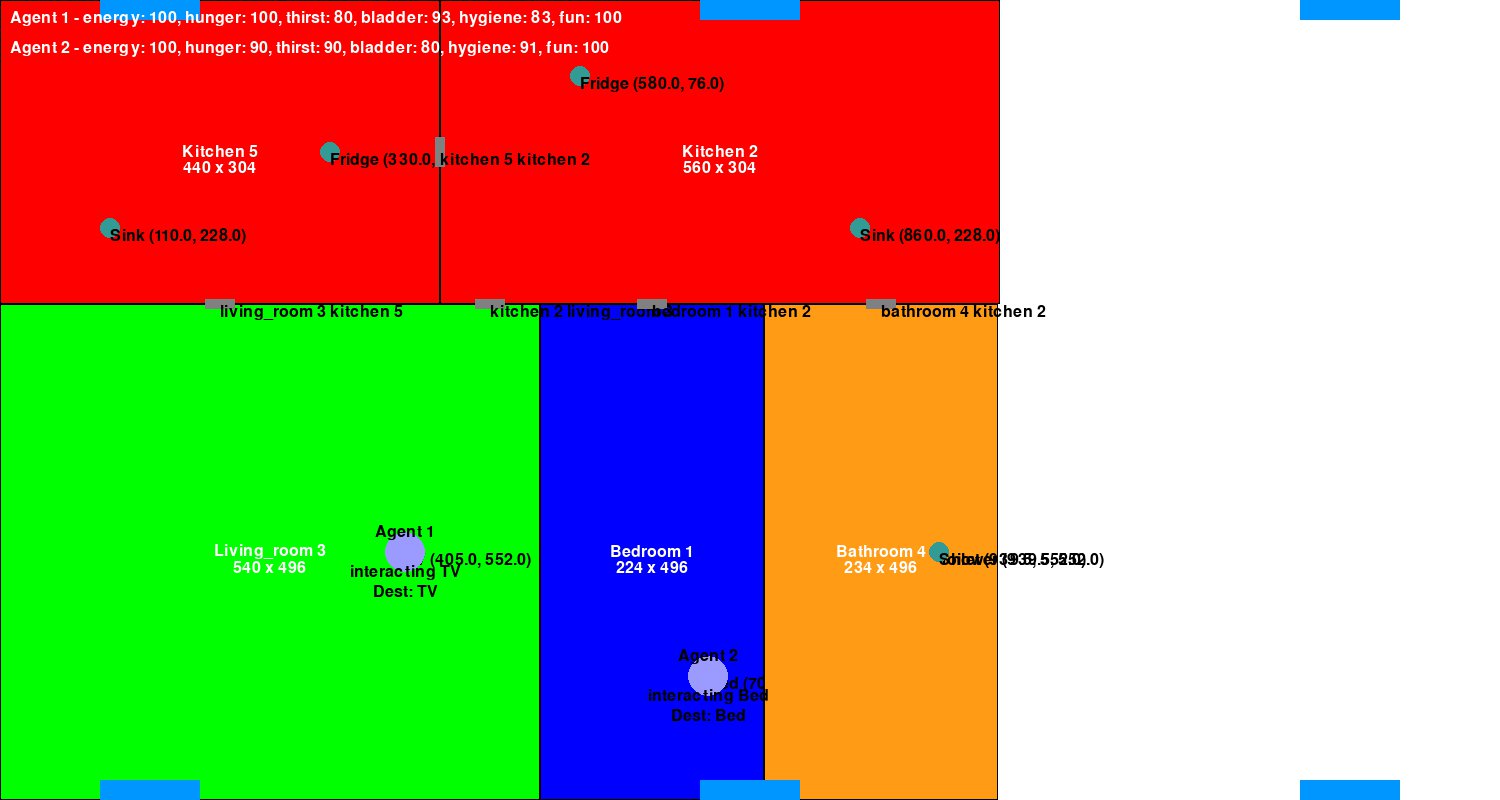 Agent 1 - energy: 100, hunger: 100, thirst: 80, bladder: 93, hygiene: 83, fun: 100
Agent 2 - energy: 100, hunger: 90, thirst: 90, bladder: 80, hygiene: 91, fun: 100
Fridge (580.0, 76.0)
Kitchen 5
440 x 304
Fridge (330.0, kitchen 5 kitchen 2
Kitchen 2
560 x 304
Sink (110.0, 228.0)
Sink (860.0, 228.0)
living_room 3 kitchen 5
kitchen 2 living_room
bedroom 1 kitchen 2
bathroom 4 kitchen 2
Agent 1
Living_room 3
540 x 496
(405.0, 552.0)
interacting TV
Dest: TV
Bedroom 1
224 x 496
Bathroom 4
234 x 496
Agent 2
interacting Bed
Dest: Bed